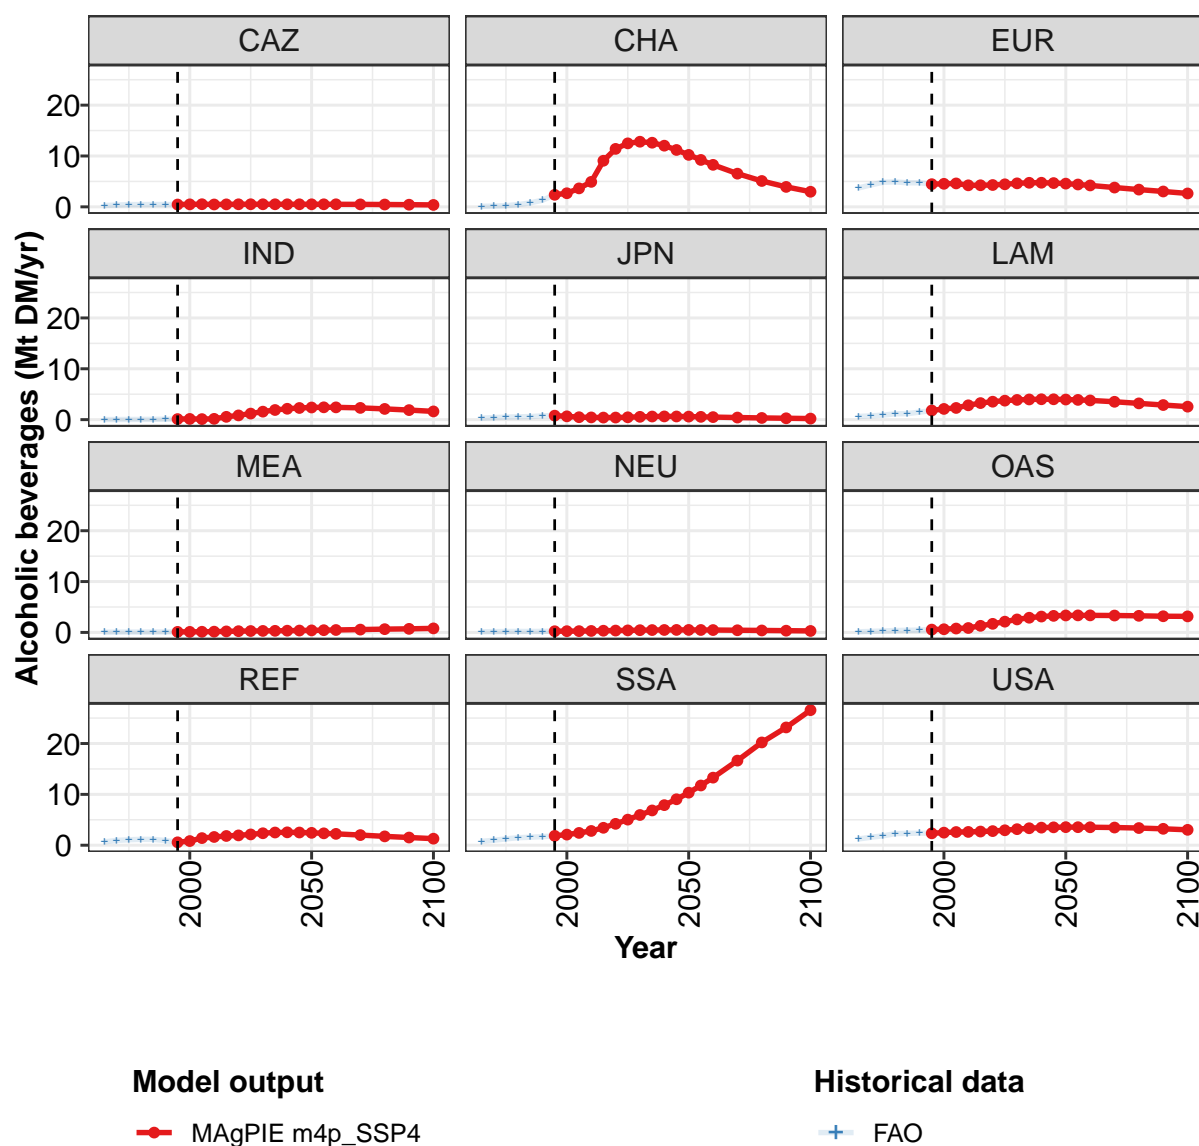 CAZ CHA EUR
20
10
0
IND JPN LAM
20
10
0
MEA NEU OAS
20
10
0
REF SSA USA
20
10
0
Alcoholic beverages (Mt DM/yr)
2000 2050 2100 2000 2050 2100 2000 2050 2100
Year
Model output Historical data
MAgPIE m4p_SSP4 FAO